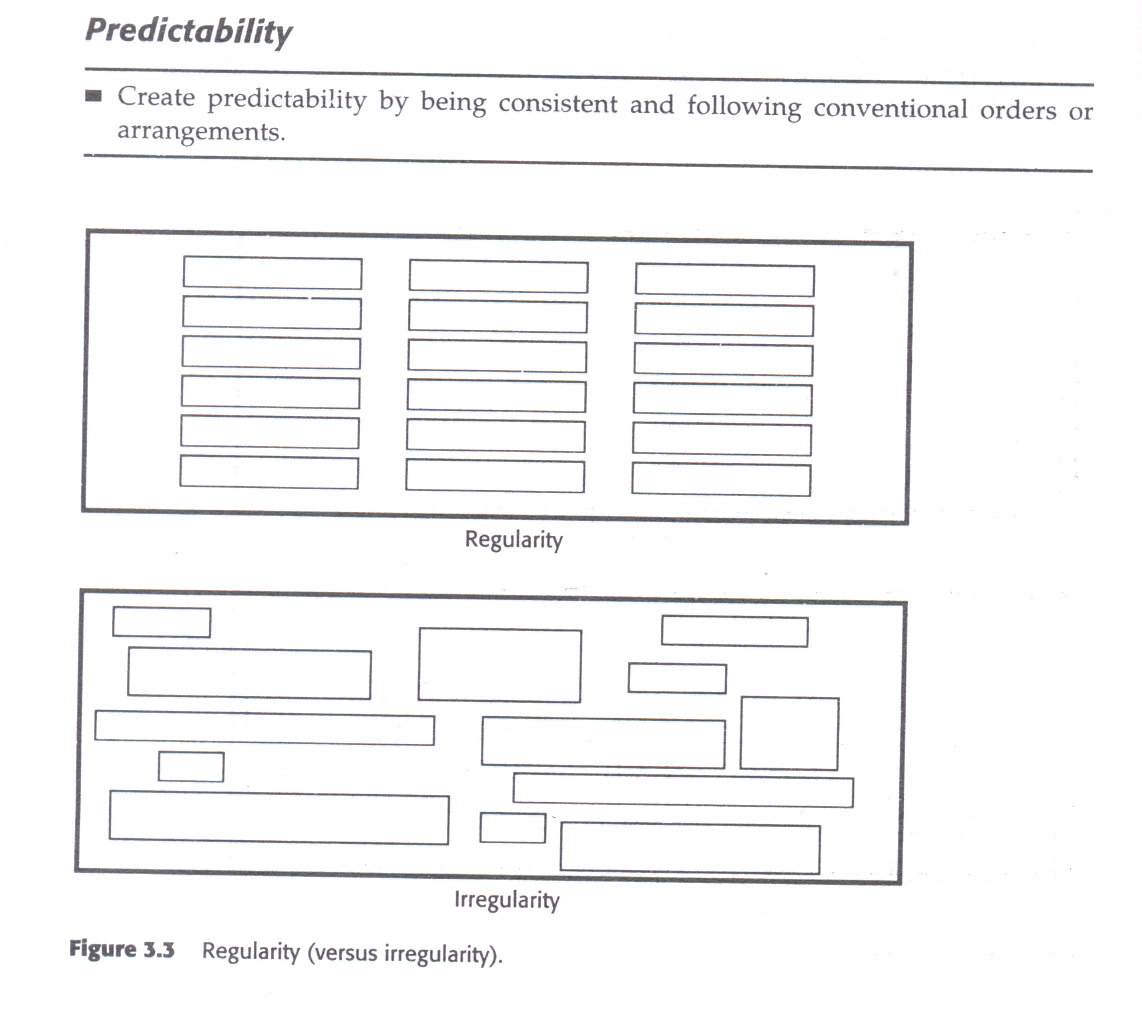 Predictability
▪ Create predictability by being consistent and following conventional orders or
arrangements.
Regularity
Irregularity
Figure 3.3 Regularity (versus irregularity).